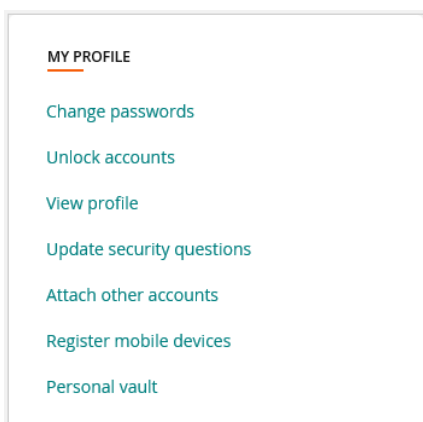 MY PROFILE
Change passwords
Unlock accounts
View profile
Update security questions
Attach other accounts
Register mobile devices
Personal vault